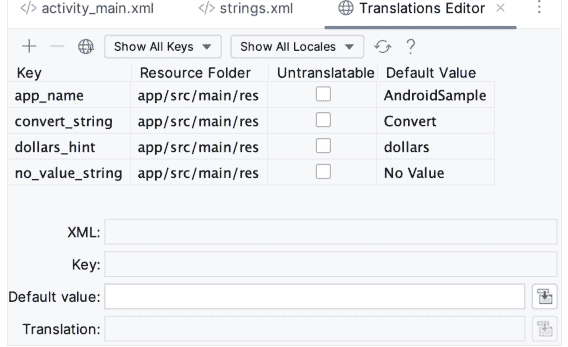 </> activity_main.xml </> strings.xml Translations Editor ×
+ − Show All Keys Show All Locales ?
Key Resource Folder Untranslatable Default Value
app_name app/src/main/res AndroidSample
convert_string app/src/main/res Convert
dollars_hint app/src/main/res dollars
no_value_string app/src/main/res No Value
XML:
Key:
Default value:
Translation: